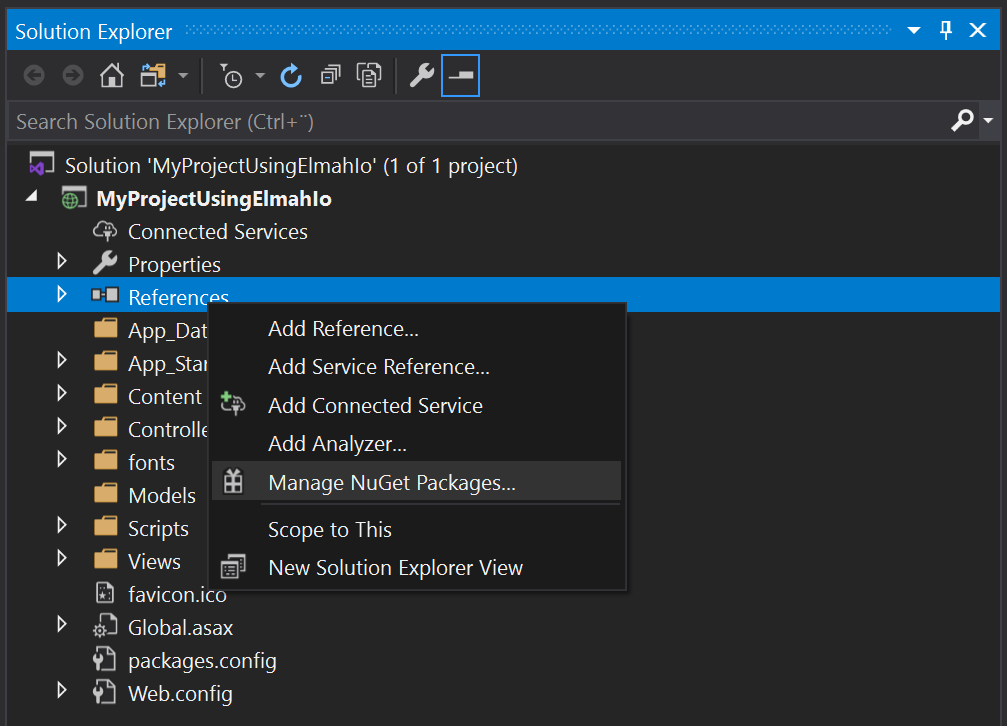 Solution Explorer
Search Solution Explorer (Ctrl+¨)
Solution 'MyProjectUsingElmahIo' (1 of 1 project)
MyProjectUsingElmahIo
Connected Services
Properties
References
App_Dat
App_Star
Content
Controlle
fonts
Models
Scripts
Views
favicon.ico
Global.asax
packages.config
Web.config
Add Reference...
Add Service Reference...
Add Connected Service
Add Analyzer...
Manage NuGet Packages...
Scope to This
New Solution Explorer View